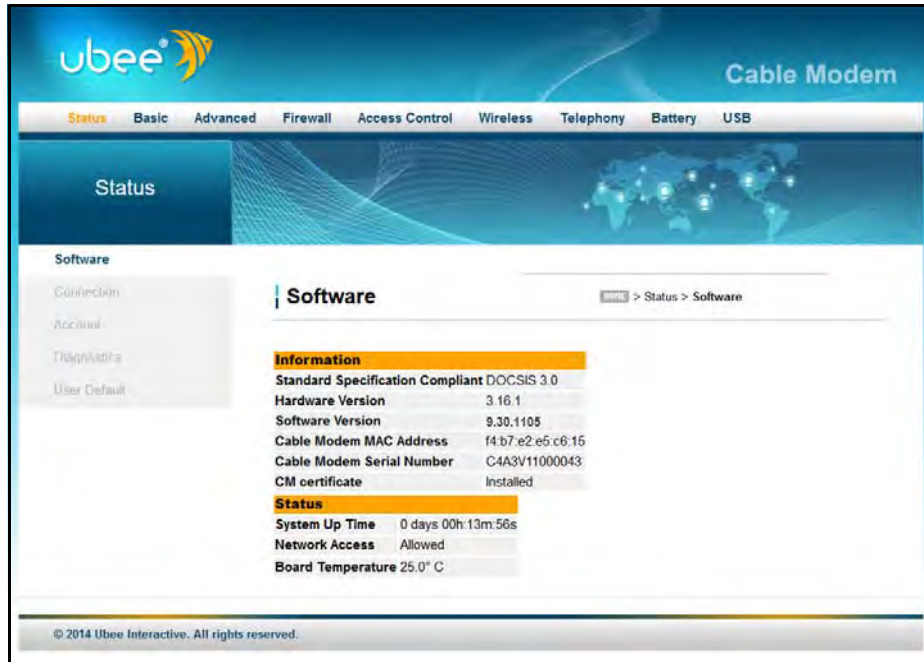 ubee®
Cable Modem
Status Basic Advanced Firewall Access Control Wireless Telephony Battery USB
Status
Software
Connection
Account
Diagnostics
User Default
Software
HOME > Status > Software
Information
Standard Specification Compliant DOCSIS 3.0
Hardware Version 3.16.1
Software Version 9.30.1105
Cable Modem MAC Address f4:b7:e2:e5:c6:15
Cable Modem Serial Number C4A3V11000043
CM certificate Installed
Status
System Up Time 0 days 00h:13m:56s
Network Access Allowed
Board Temperature 25.0° C
© 2014 Ubee Interactive. All rights reserved.